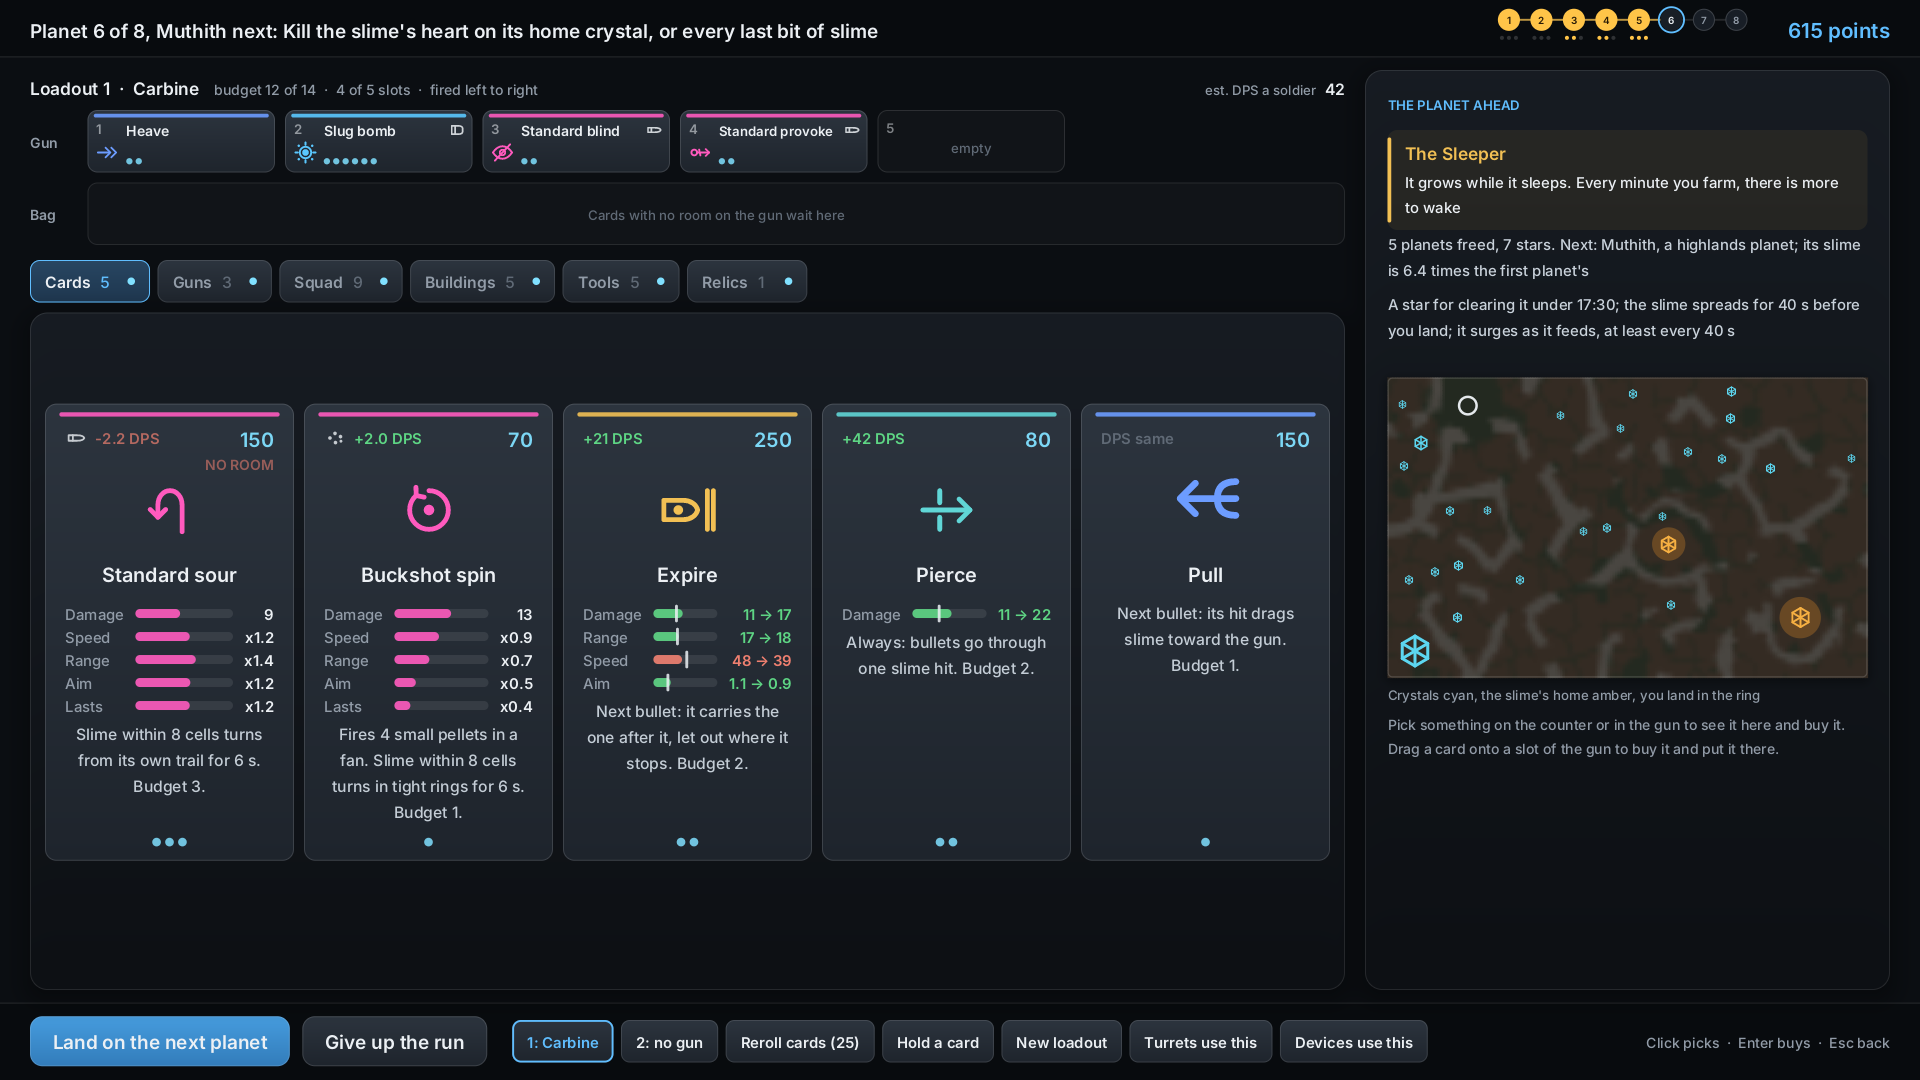 Planet 6 of 8, Muthith next: Kill the slime's heart on its home crystal, or every last bit of slime
1 2 3 4 5 6 7 8
615 points
Loadout 1 · Carbine budget 12 of 14 · 4 of 5 slots · fired left to right
est. DPS a soldier 42
Gun
1 Heave
2 Slug bomb
3 Standard blind
4 Standard provoke
5 empty
Bag
Cards with no room on the gun wait here
Cards 5
Guns 3
Squad 9
Buildings 5
Tools 5
Relics 1
-2.2 DPS 150
NO ROOM
Standard sour
Damage 9
Speed x1.2
Range x1.4
Aim x1.2
Lasts x1.2
Slime within 8 cells turns
from its own trail for 6 s.
Budget 3.
+2.0 DPS 70
Buckshot spin
Damage 13
Speed x0.9
Range x0.7
Aim x0.5
Lasts x0.4
Fires 4 small pellets in a
fan. Slime within 8 cells
turns in tight rings for 6 s.
Budget 1.
+21 DPS 250
Expire
Damage 11 → 17
Range 17 → 18
Speed 48 → 39
Aim 1.1 → 0.9
Next bullet: it carries the
one after it, let out where it
stops. Budget 2.
+42 DPS 80
Pierce
Damage 11 → 22
Always: bullets go through
one slime hit. Budget 2.
DPS same 150
Pull
Next bullet: its hit drags
slime toward the gun.
Budget 1.
THE PLANET AHEAD
The Sleeper
It grows while it sleeps. Every minute you farm, there is more
to wake
5 planets freed, 7 stars. Next: Muthith, a highlands planet; its slime
is 6.4 times the first planet's
A star for clearing it under 17:30; the slime spreads for 40 s before
you land; it surges as it feeds, at least every 40 s
Crystals cyan, the slime's home amber, you land in the ring
Pick something on the counter or in the gun to see it here and buy it.
Drag a card onto a slot of the gun to buy it and put it there.
Land on the next planet
Give up the run
1: Carbine
2: no gun
Reroll cards (25)
Hold a card
New loadout
Turrets use this
Devices use this
Click picks · Enter buys · Esc back